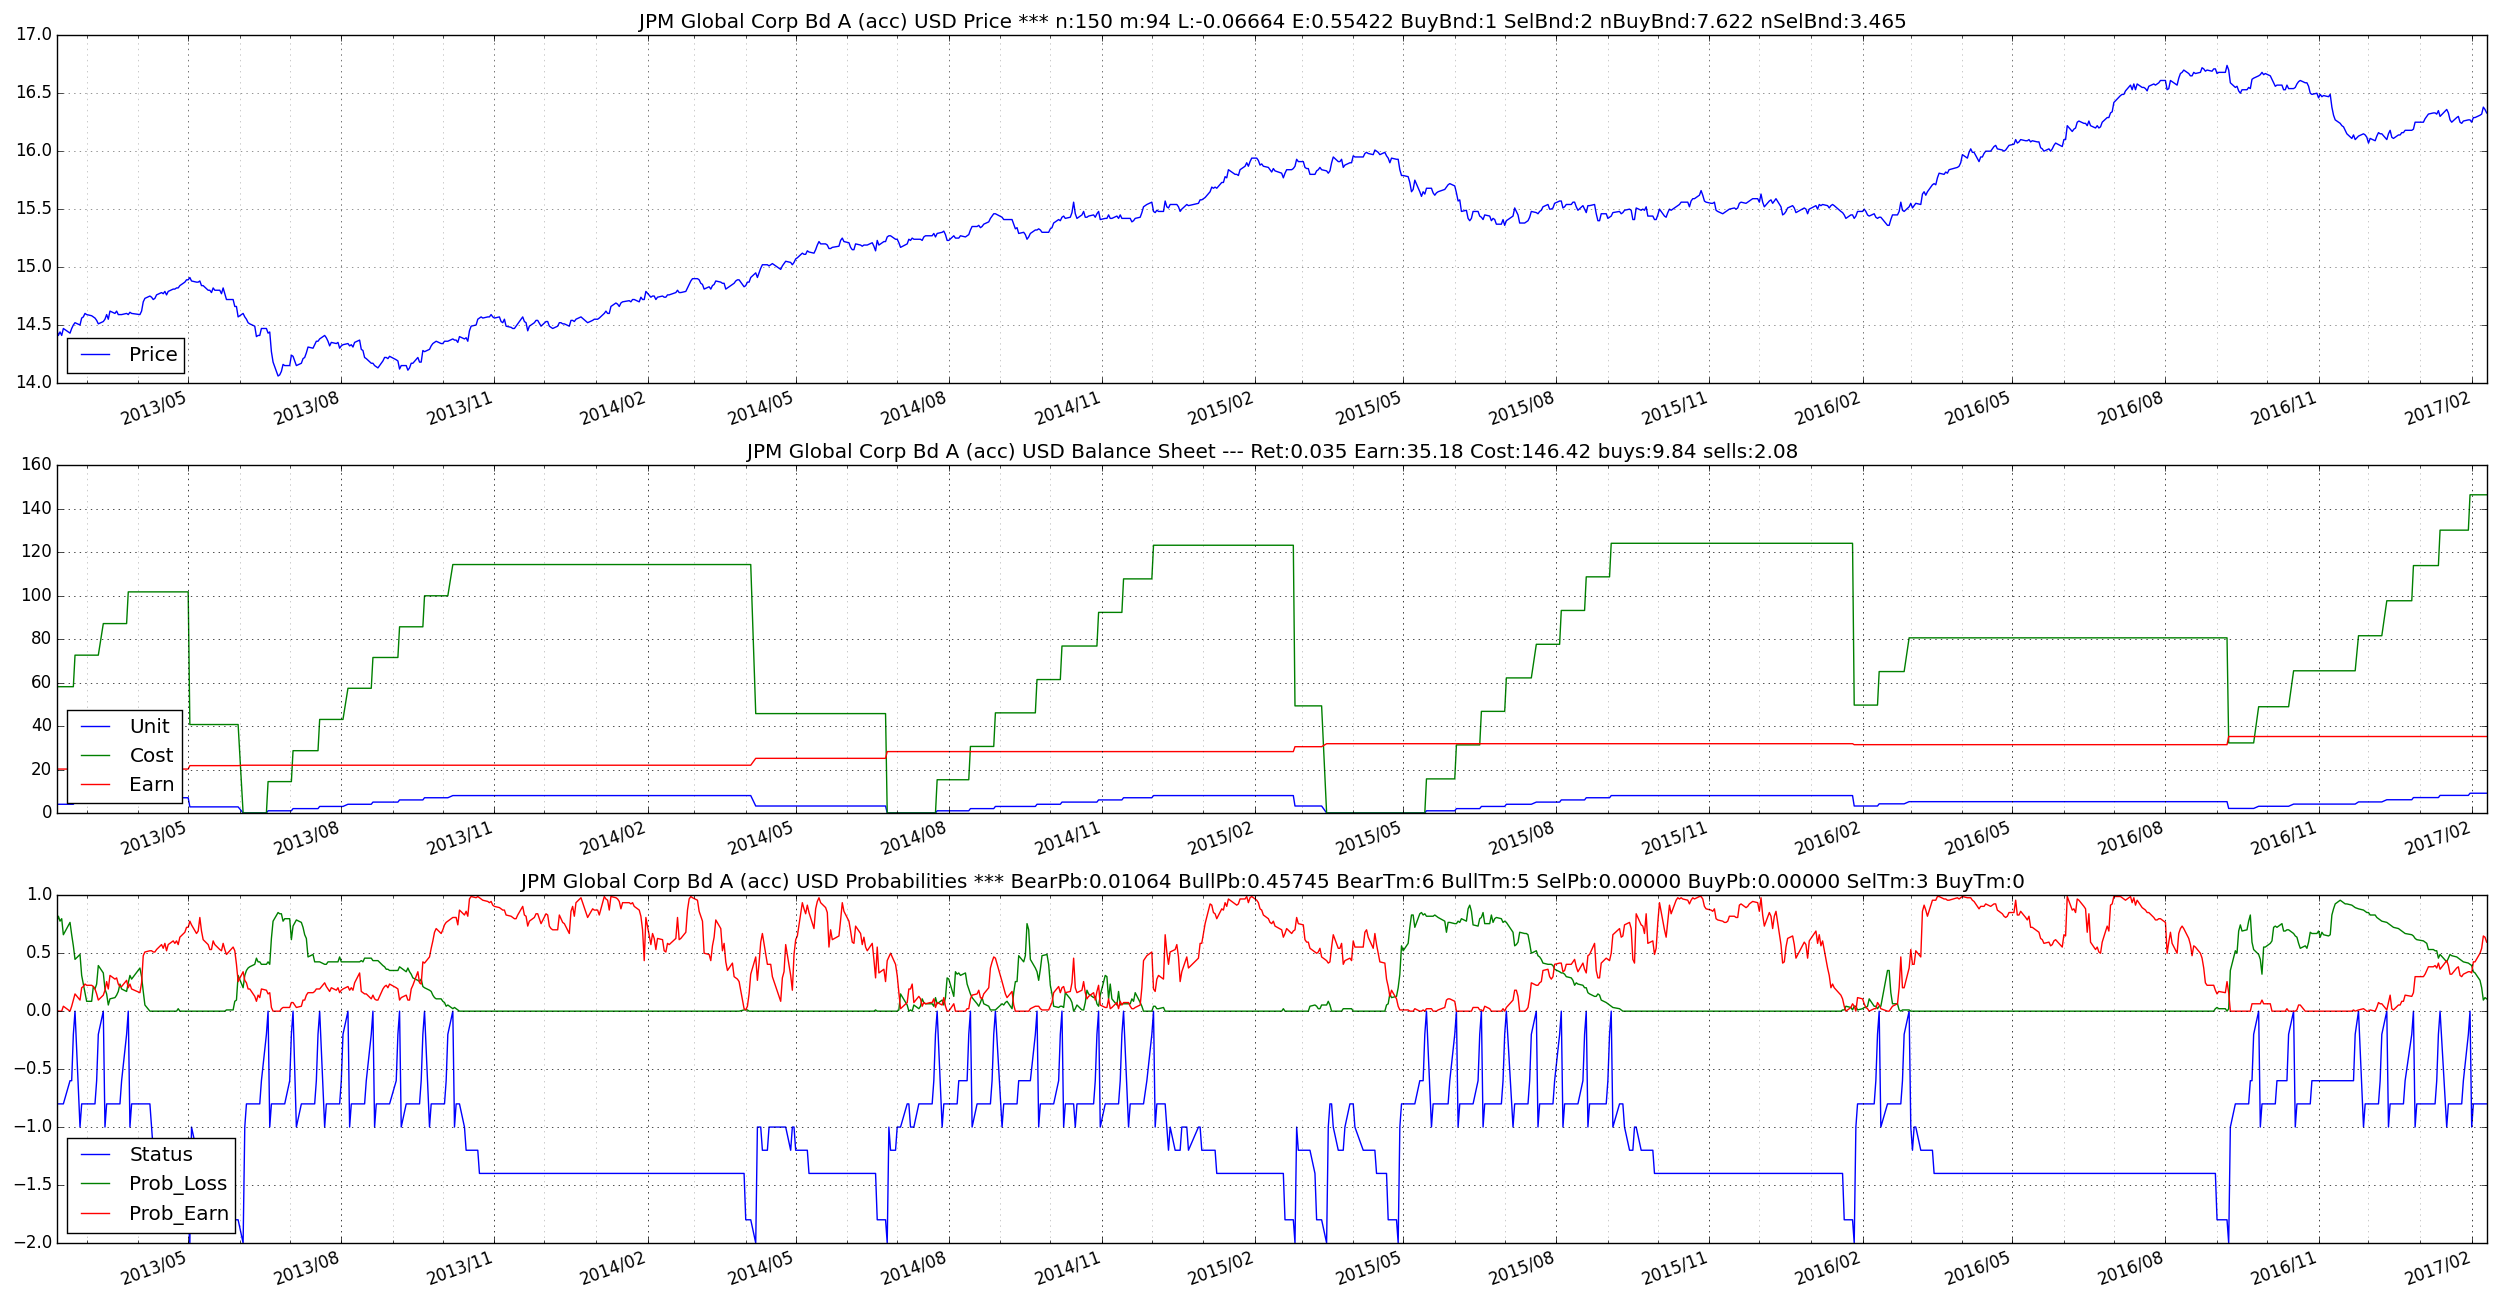 JPM Global Corp Bd A (acc) USD Price *** n:150 m:94 L:-0.06664 E:0.55422 BuyBnd:1 SelBnd:2 nBuyBnd:7.622 nSelBnd:3.465
17.0
16.5
16.0
15.5
15.0
14.5
14.0
Price
2013/05 2013/08 2013/11 2014/02 2014/05 2014/08 2014/11 2015/02 2015/05 2015/08 2015/11 2016/02 2016/05 2016/08 2016/11 2017/02
JPM Global Corp Bd A (acc) USD Balance Sheet --- Ret:0.035 Earn:35.18 Cost:146.42 buys:9.84 sells:2.08
160
140
120
100
80
60
40
20
0
Unit
Cost
Earn
2013/05 2013/08 2013/11 2014/02 2014/05 2014/08 2014/11 2015/02 2015/05 2015/08 2015/11 2016/02 2016/05 2016/08 2016/11 2017/02
JPM Global Corp Bd A (acc) USD Probabilities *** BearPb:0.01064 BullPb:0.45745 BearTm:6 BullTm:5 SelPb:0.00000 BuyPb:0.00000 SelTm:3 BuyTm:0
1.0
0.5
0.0
−0.5
−1.0
−1.5
−2.0
Status
Prob_Loss
Prob_Earn
2013/05 2013/08 2013/11 2014/02 2014/05 2014/08 2014/11 2015/02 2015/05 2015/08 2015/11 2016/02 2016/05 2016/08 2016/11 2017/02